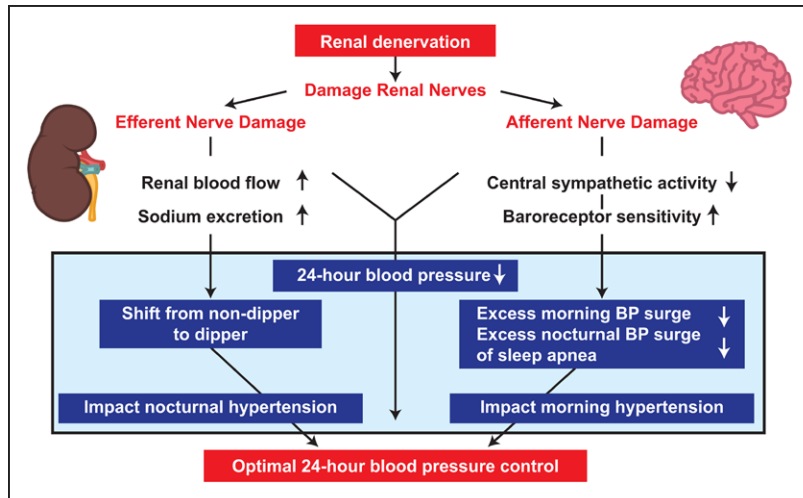 Renal denervation
Damage Renal Nerves
Efferent Nerve Damage
Afferent Nerve Damage
Renal blood flow ↑
Central sympathetic activity ↓
Sodium excretion ↑
Baroreceptor sensitivity ↑
24-hour blood pressure ↓
Shift from non-dipper
to dipper
Excess morning BP surge ↓
Excess nocturnal BP surge
of sleep apnea ↓
Impact nocturnal hypertension
Impact morning hypertension
Optimal 24-hour blood pressure control